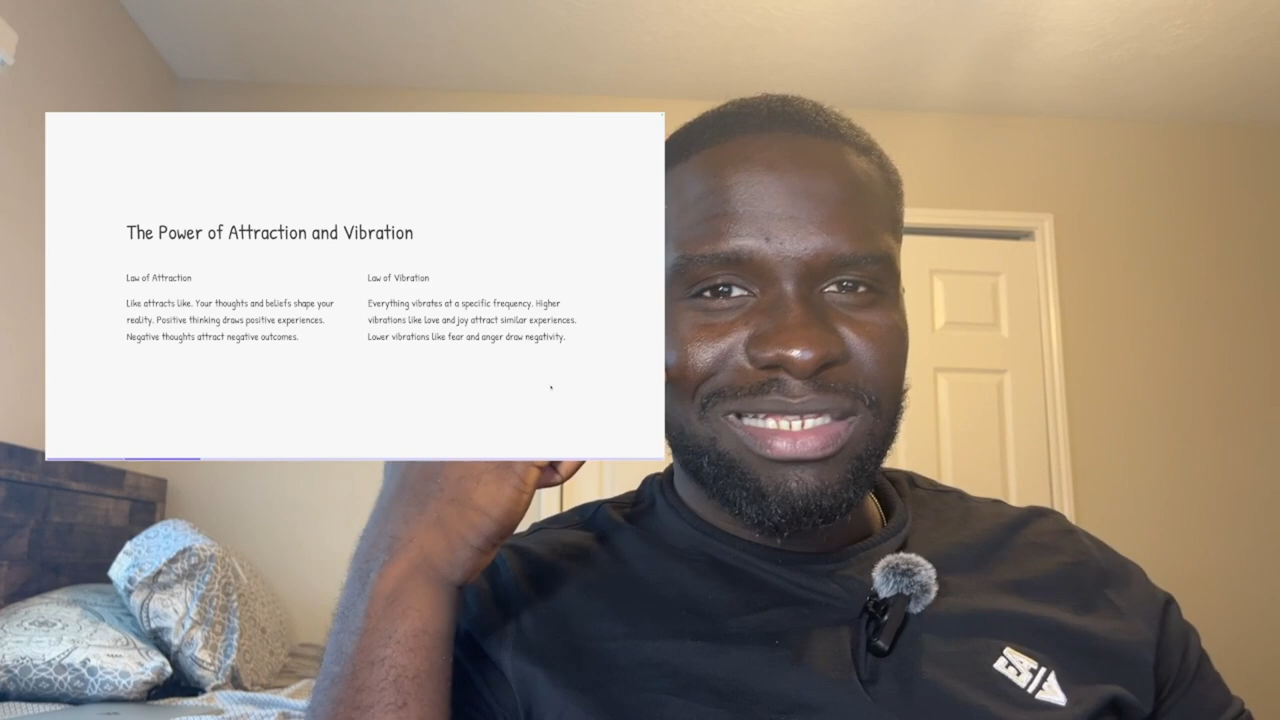 The Power of Attraction and Vibration
Law of Attraction
Like attracts like. Your thoughts and beliefs shape your
reality. Positive thinking draws positive experiences.
Negative thoughts attract negative outcomes.
Law of Vibration
Everything vibrates at a specific frequency. Higher
vibrations like love and joy attract similar experiences.
Lower vibrations like fear and anger draw negativity.